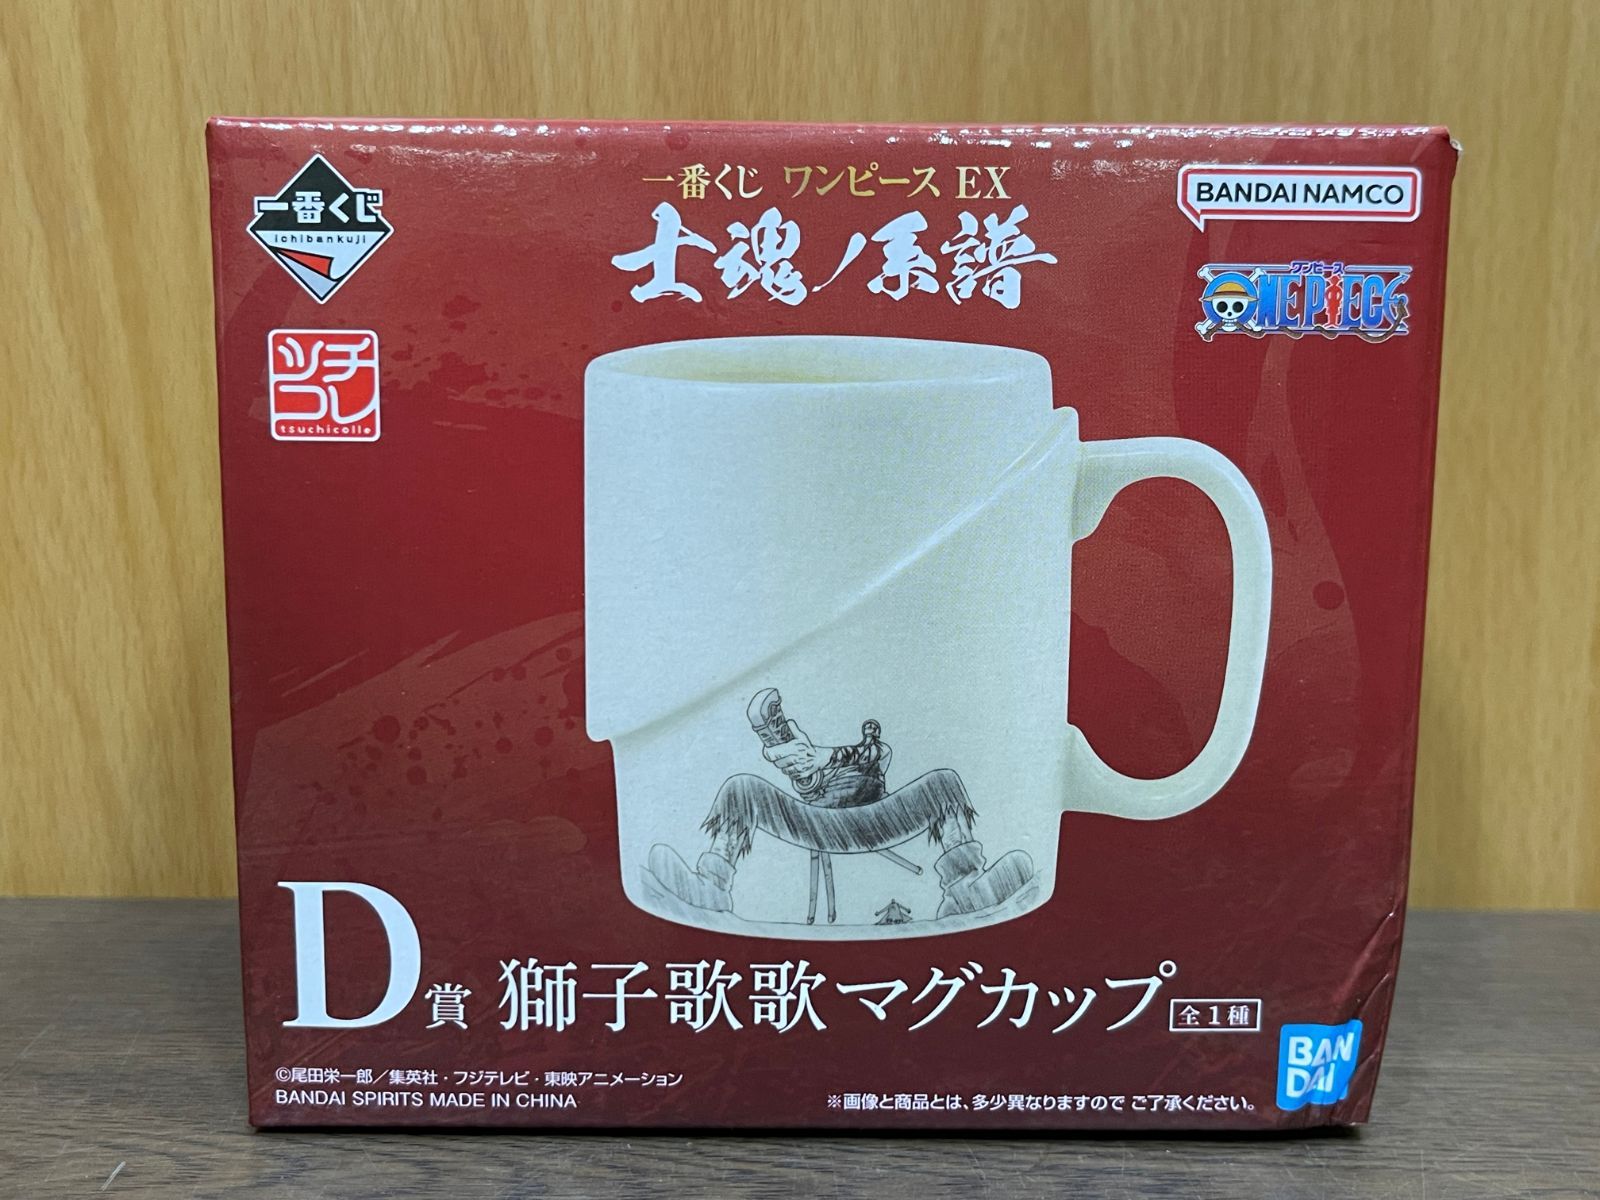 一番くじ
ichibankuji
ツチ
コレ
tsuchicolle
一番くじ ワンピース EX
士魂ノ系譜
BANDAI NAMCO
ワンピース
ONE PIECE
D賞 獅子歌歌マグカップ 全1種
©尾田栄一郎／集英社・フジテレビ・東映アニメーション
BANDAI SPIRITS MADE IN CHINA
※画像と商品とは、多少異なりますのでご了承ください。
BAN
DAI